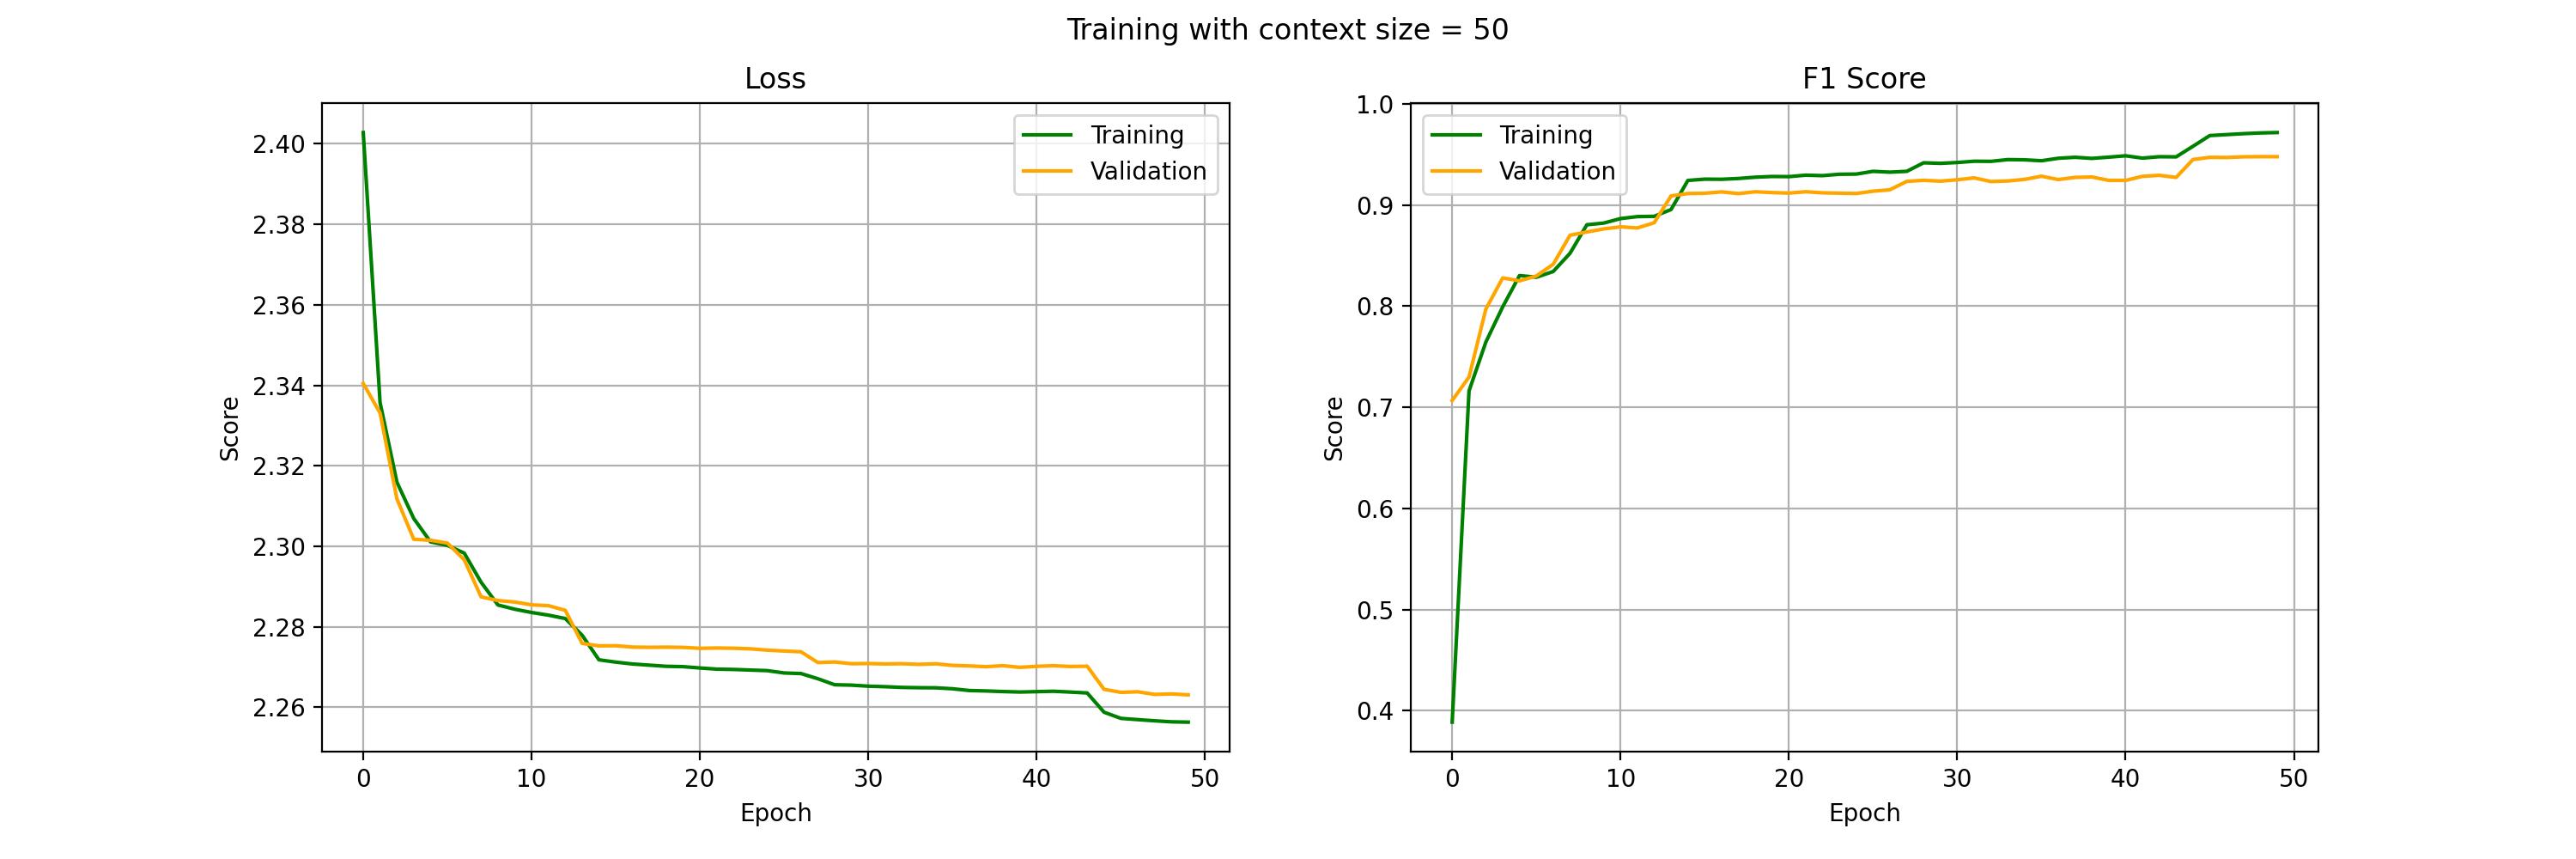 Training with context size = 50
Loss
Training
Validation
2.40
2.38
2.36
2.34
2.32
2.30
2.28
2.26
Score
0 10 20 30 40 50
Epoch
F1 Score
Training
Validation
1.0
0.9
0.8
0.7
0.6
0.5
0.4
Score
0 10 20 30 40 50
Epoch